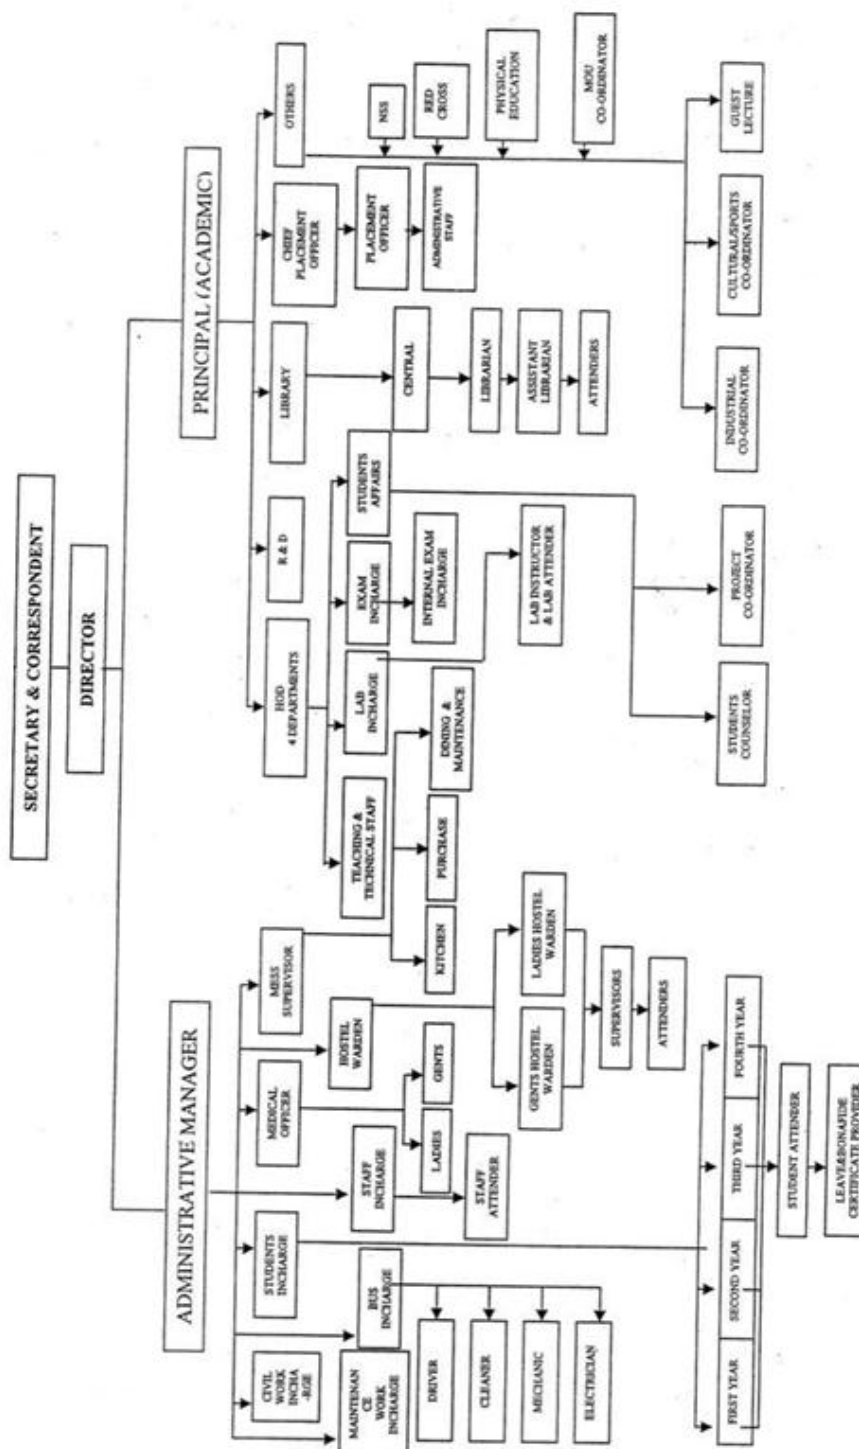 SECRETARY & CORRESPONDENT
DIRECTOR
ADMINISTRATIVE MANAGER
PRINCIPAL (ACADEMIC)
CIVIL
WORK
INCHA
-RGE
STUDENTS
INCHARGE
MEDICAL
OFFICER
MESS
SUPERVISOR
HOD
4 DEPARTMENTS
R & D
LIBRARY
CHIEF
PLACEMENT
OFFICER
OTHERS
MAINTENAN
CE
WORK
INCHARGE
BUS
INCHARGE
STAFF
INCHARGE
HOSTEL
WARDEN
TEACHING &
TECHNICAL STAFF
LAB
INCHARGE
EXAM
INCHARGE
STUDENTS
AFFAIRS
CENTRAL
PLACEMENT
OFFICER
NSS
DRIVER
LADIES
GENTS
KITCHEN
PURCHASE
DINING &
MAINTENANCE
INTERNAL EXAM
INCHARGE
ADMINISTRATIVE
STAFF
RED
CROSS
CLEANER
STAFF
ATTENDER
LIBRARIAN
PHYSICAL
EDUCATION
MECHANIC
GENTS HOSTEL
WARDEN
LADIES HOSTEL
WARDEN
LAB INSTRUCTOR
& LAB ATTENDER
ASSISTANT
LIBRARIAN
ELECTRICIAN
SUPERVISORS
ATTENDERS
MOU
CO-ORDINATOR
ATTENDERS
FIRST YEAR
SECOND YEAR
THIRD YEAR
FOURTH YEAR
STUDENTS
COUNSELOR
PROJECT
CO-ORDINATOR
INDUSTRIAL
CO-ORDINATOR
CULTURAL/SPORTS
CO-ORDINATOR
GUEST
LECTURE
STUDENT ATTENDER
LEAVE&BONAFIDE
CERTIFICATE PROVIDER